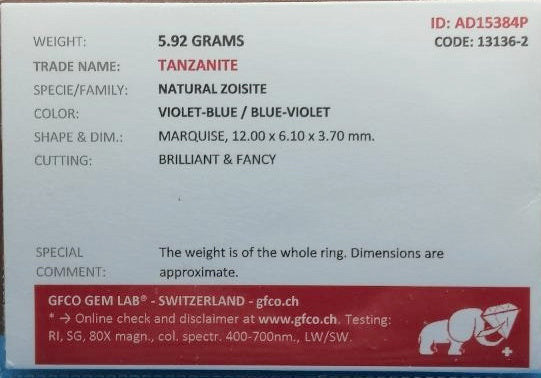 ID: AD15384P
WEIGHT: 5.92 GRAMS CODE: 13136-2
TRADE NAME: TANZANITE
SPECIE/FAMILY: NATURAL ZOISITE
COLOR: VIOLET-BLUE / BLUE-VIOLET
SHAPE & DIM.: MARQUISE, 12.00 x 6.10 x 3.70 mm.
CUTTING: BRILLIANT & FANCY
SPECIAL The weight is of the whole ring. Dimensions are
COMMENT: approximate.
GFCO GEM LAB® - SWITZERLAND - gfco.ch
* → Online check and disclaimer at www.gfco.ch. Testing:
RI, SG, 80X magn., col. spectr. 400-700nm., LW/SW.